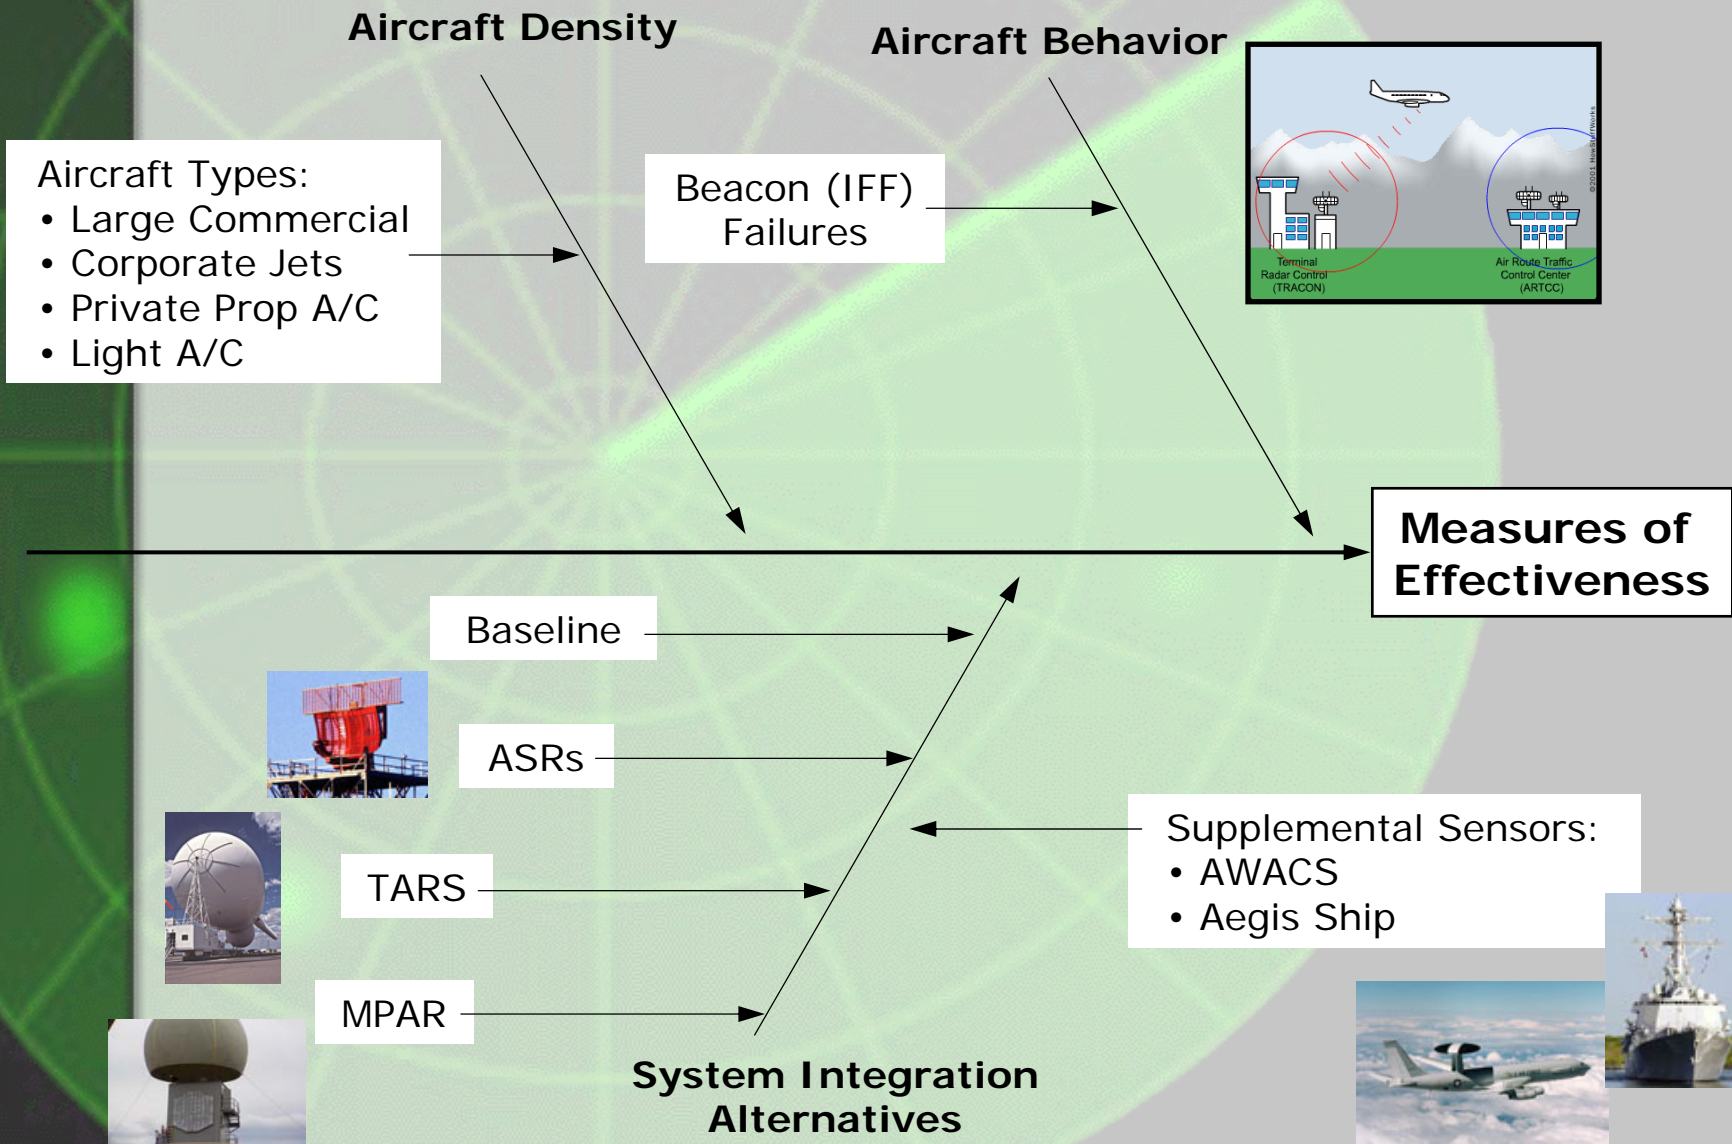 Aircraft Density
Aircraft Behavior
©2001 HowStuffWorks
Terminal
Radar Control
(TRACON)
Air Route Traffic
Control Center
(ARTCC)
Aircraft Types:
• Large Commercial
• Corporate Jets
• Private Prop A/C
• Light A/C
Beacon (IFF)
Failures
Measures of
Effectiveness
Baseline
ASRs
TARS
MPAR
Supplemental Sensors:
• AWACS
• Aegis Ship
System Integration
Alternatives